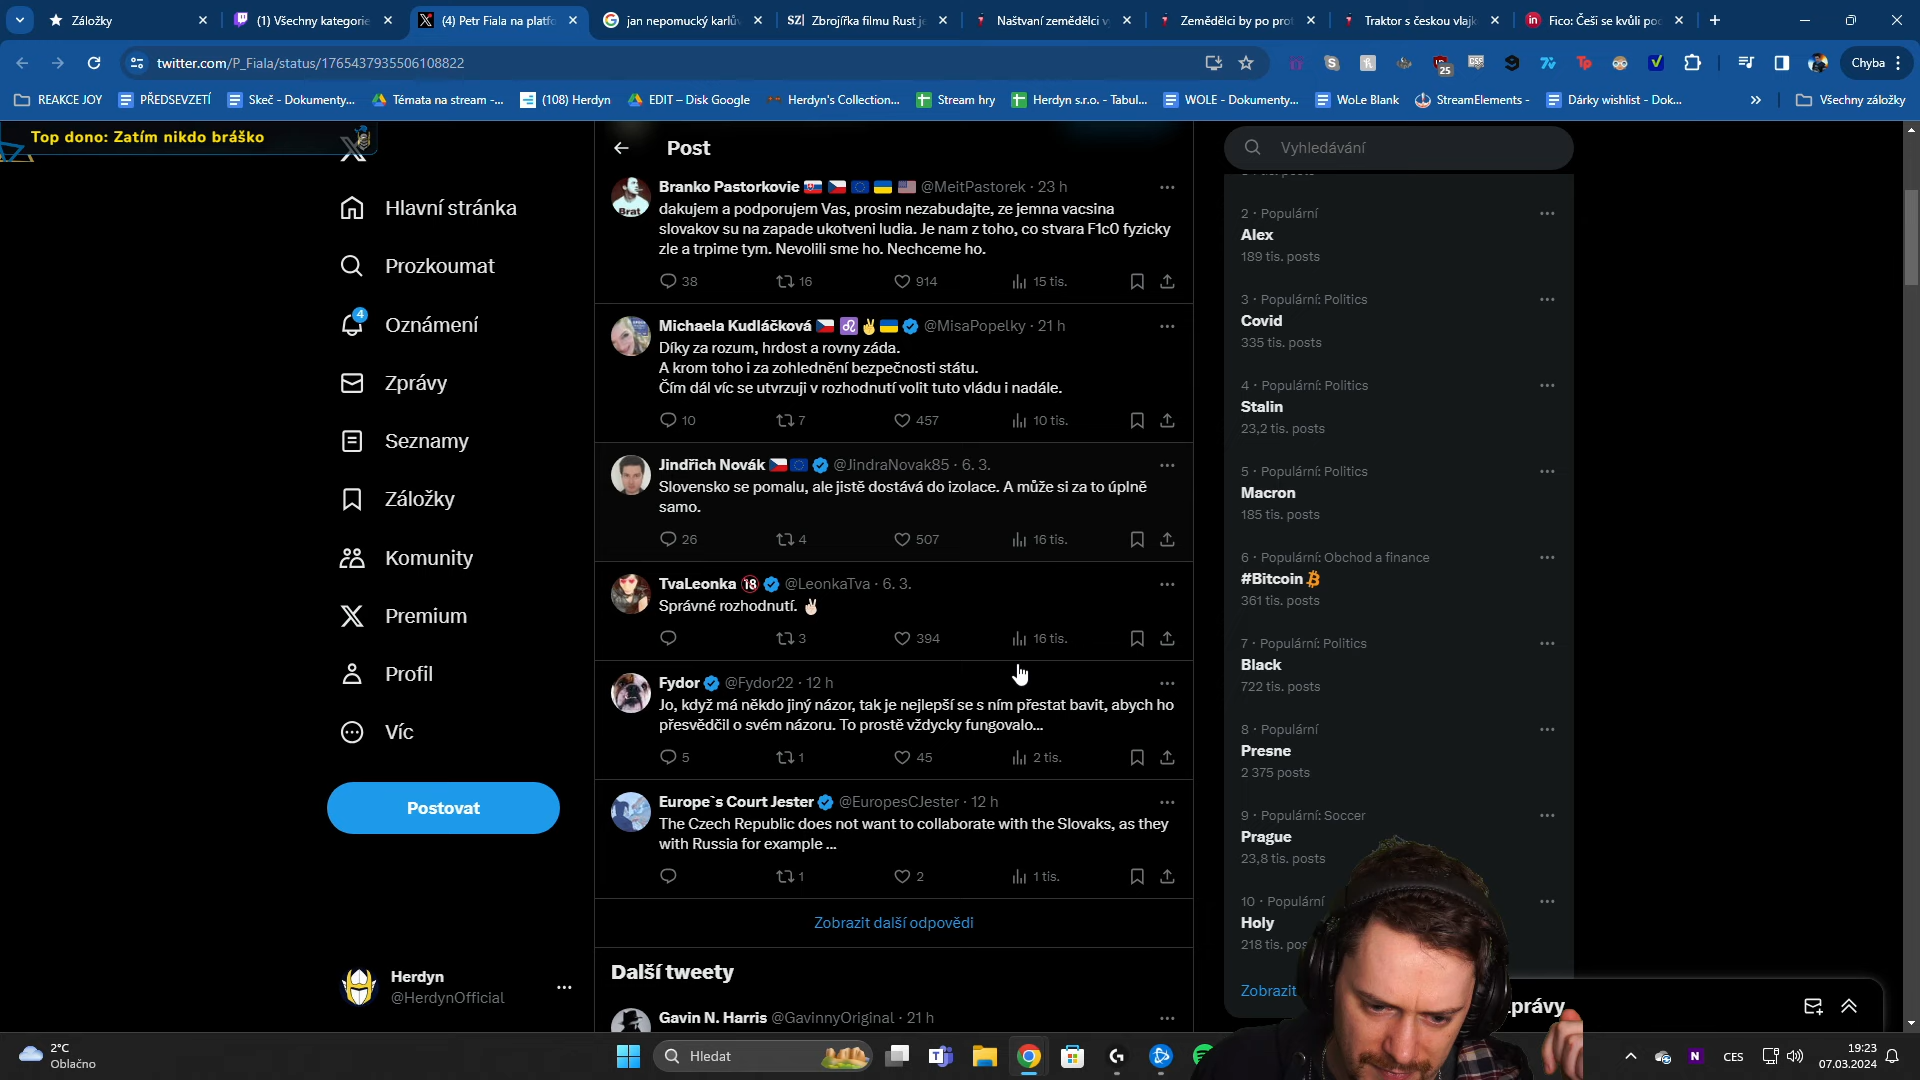 Záložky
(1) Všechny kategorie
(4) Petr Fiala na platfo
jan nepomucký karlů
Zbrojířka filmu Rust je
Naštvaní zemědělci v
Zemědělci by po prot
Traktor s českou vlajk
Fico: Češi se kvůli po
twitter.com/P_Fiala/status/1765437935506108822
25
Chyba
REAKCE JOY
PŘEDSEVZETÍ
Skeč - Dokumenty...
Témata na stream -...
(108) Herdyn
EDIT – Disk Google
Herdyn's Collection...
Stream hry
Herdyn s.r.o. - Tabul...
WOLE - Dokumenty...
WoLe Blank
StreamElements -
Dárky wishlist - Dok...
Všechny záložky
Top dono: Zatím nikdo bráško
Hlavní stránka
Prozkoumat
4
Oznámení
Zprávy
Seznamy
Záložky
Komunity
Premium
Profil
Víc
Postovat
Herdyn
@HerdynOfficial
Post
Brat
Branko Pastorkovie @MeitPastorek · 23 h
dakujem a podporujem Vas, prosim nezabudajte, ze jemna vacsina
slovakov su na zapade ukotveni ludia. Je nam z toho, co stvara F1c0 fyzicky
zle a trpime tym. Nevolili sme ho. Nechceme ho.
38 16 914 15 tis.
Michaela Kudláčková @MisaPopelky · 21 h
Díky za rozum, hrdost a rovny záda.
A krom toho i za zohlednění bezpečnosti státu.
Čím dál víc se utvrzuji v rozhodnutí volit tuto vládu i nadále.
10 7 457 10 tis.
Jindřich Novák @JindraNovak85 · 6. 3.
Slovensko se pomalu, ale jistě dostává do izolace. A může si za to úplně
samo.
26 4 507 16 tis.
TvaLeonka @LeonkaTva · 6. 3.
Správné rozhodnutí.
3 394 16 tis.
Fydor @Fydor22 · 12 h
Jo, když má někdo jiný názor, tak je nejlepší se s ním přestat bavit, abych ho
přesvědčil o svém názoru. To prostě vždycky fungovalo...
5 1 45 2 tis.
Europe`s Court Jester @EuropesCJester · 12 h
The Czech Republic does not want to collaborate with the Slovaks, as they
with Russia for example ...
1 2 1 tis.
Zobrazit další odpovědi
Další tweety
Gavin N. Harris @GavinnyOriginal · 21 h
Vyhledávání
2 · Populární
Alex
189 tis. posts
3 · Populární: Politics
Covid
335 tis. posts
4 · Populární: Politics
Stalin
23,2 tis. posts
5 · Populární: Politics
Macron
185 tis. posts
6 · Populární: Obchod a finance
#Bitcoin
361 tis. posts
7 · Populární: Politics
Black
722 tis. posts
8 · Populární
Presne
2 375 posts
9 · Populární: Soccer
Prague
23,8 tis. posts
10 · Populární
Holy
218 tis. pos
Zobrazit
právy
2°C
Oblačno
Hledat
CES
19:23
07.03.2024